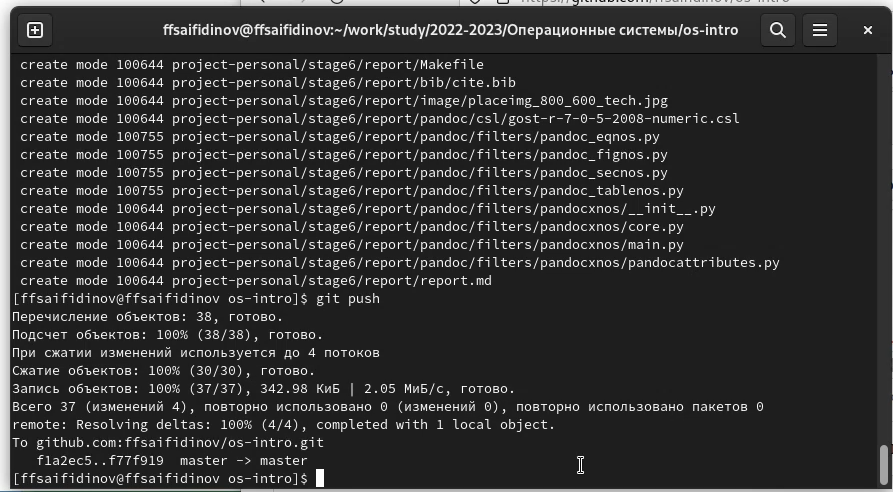 https://github.com/ffsaifidinov/os-intro
ffsaifidinov@ffsaifidinov:~/work/study/2022-2023/Операционные системы/os-intro
create mode 100644 project-personal/stage6/report/Makefile
create mode 100644 project-personal/stage6/report/bib/cite.bib
create mode 100644 project-personal/stage6/report/image/placeimg_800_600_tech.jpg
create mode 100644 project-personal/stage6/report/pandoc/csl/gost-r-7-0-5-2008-numeric.csl
create mode 100755 project-personal/stage6/report/pandoc/filters/pandoc_eqnos.py
create mode 100755 project-personal/stage6/report/pandoc/filters/pandoc_fignos.py
create mode 100755 project-personal/stage6/report/pandoc/filters/pandoc_secnos.py
create mode 100755 project-personal/stage6/report/pandoc/filters/pandoc_tablenos.py
create mode 100644 project-personal/stage6/report/pandoc/filters/pandocxnos/__init__.py
create mode 100644 project-personal/stage6/report/pandoc/filters/pandocxnos/core.py
create mode 100644 project-personal/stage6/report/pandoc/filters/pandocxnos/main.py
create mode 100644 project-personal/stage6/report/pandoc/filters/pandocxnos/pandocattributes.py
create mode 100644 project-personal/stage6/report/report.md
[ffsaifidinov@ffsaifidinov os-intro]$ git push
Перечисление объектов: 38, готово.
Подсчет объектов: 100% (38/38), готово.
При сжатии изменений используется до 4 потоков
Сжатие объектов: 100% (30/30), готово.
Запись объектов: 100% (37/37), 342.98 КиБ | 2.05 МиБ/с, готово.
Всего 37 (изменений 4), повторно использовано 0 (изменений 0), повторно использовано пакетов 0
remote: Resolving deltas: 100% (4/4), completed with 1 local object.
To github.com:ffsaifidinov/os-intro.git
f1a2ec5..f77f919 master -> master
[ffsaifidinov@ffsaifidinov os-intro]$